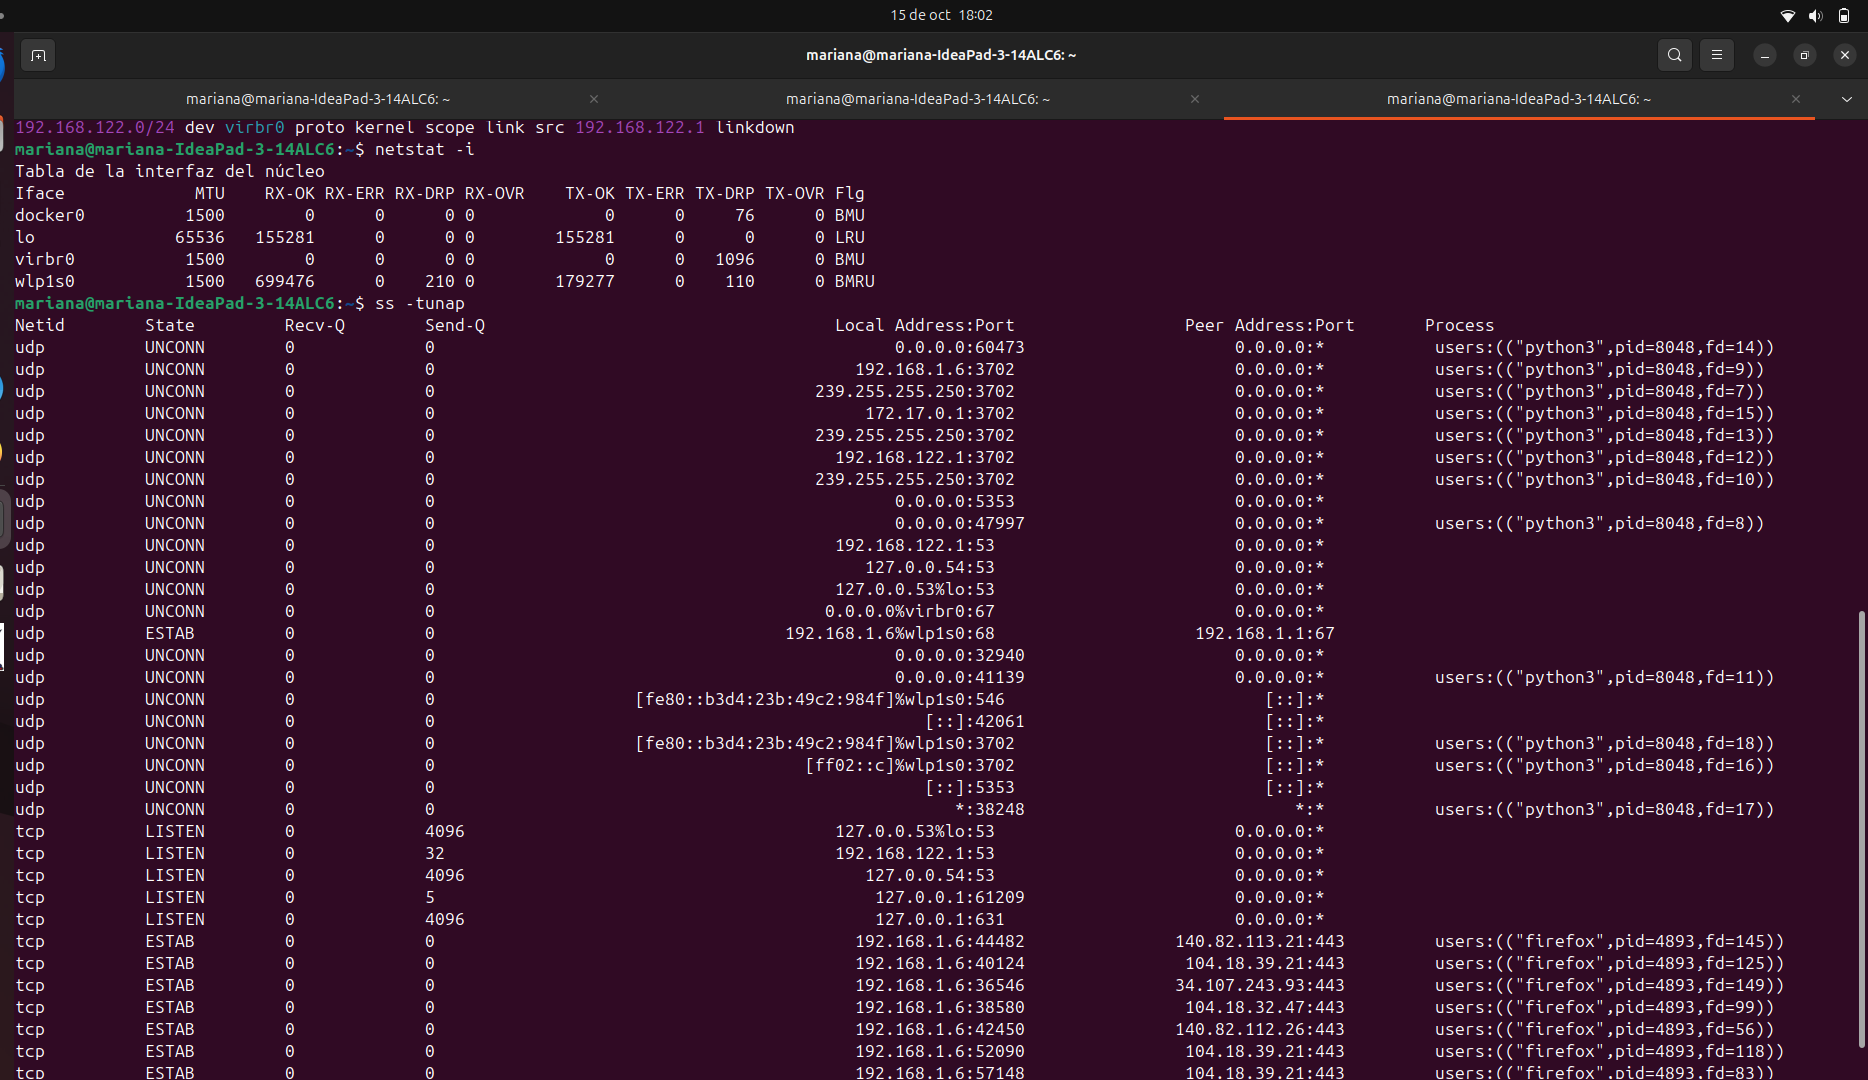 15 de oct 18:02
mariana@mariana-IdeaPad-3-14ALC6: ~
mariana@mariana-IdeaPad-3-14ALC6: ~ × mariana@mariana-IdeaPad-3-14ALC6: ~ × mariana@mariana-IdeaPad-3-14ALC6: ~ ×
192.168.122.0/24 dev virbr0 proto kernel scope link src 192.168.122.1 linkdown
mariana@mariana-IdeaPad-3-14ALC6:~$ netstat -i
Tabla de la interfaz del núcleo
Iface MTU RX-OK RX-ERR RX-DRP RX-OVR TX-OK TX-ERR TX-DRP TX-OVR Flg
docker0 1500 0 0 0 0 0 0 76 0 BMU
lo 65536 155281 0 0 0 155281 0 0 0 LRU
virbr0 1500 0 0 0 0 0 0 1096 0 BMU
wlp1s0 1500 699476 0 210 0 179277 0 110 0 BMRU
mariana@mariana-IdeaPad-3-14ALC6:~$ ss -tunap
Netid State Recv-Q Send-Q Local Address:Port Peer Address:Port Process
udp UNCONN 0 0 0.0.0.0:60473 0.0.0.0:* users:(("python3",pid=8048,fd=14))
udp UNCONN 0 0 192.168.1.6:3702 0.0.0.0:* users:(("python3",pid=8048,fd=9))
udp UNCONN 0 0 239.255.255.250:3702 0.0.0.0:* users:(("python3",pid=8048,fd=7))
udp UNCONN 0 0 172.17.0.1:3702 0.0.0.0:* users:(("python3",pid=8048,fd=15))
udp UNCONN 0 0 239.255.255.250:3702 0.0.0.0:* users:(("python3",pid=8048,fd=13))
udp UNCONN 0 0 192.168.122.1:3702 0.0.0.0:* users:(("python3",pid=8048,fd=12))
udp UNCONN 0 0 239.255.255.250:3702 0.0.0.0:* users:(("python3",pid=8048,fd=10))
udp UNCONN 0 0 0.0.0.0:5353 0.0.0.0:*
udp UNCONN 0 0 0.0.0.0:47997 0.0.0.0:* users:(("python3",pid=8048,fd=8))
udp UNCONN 0 0 192.168.122.1:53 0.0.0.0:*
udp UNCONN 0 0 127.0.0.54:53 0.0.0.0:*
udp UNCONN 0 0 127.0.0.53%lo:53 0.0.0.0:*
udp UNCONN 0 0 0.0.0.0%virbr0:67 0.0.0.0:*
udp ESTAB 0 0 192.168.1.6%wlp1s0:68 192.168.1.1:67
udp UNCONN 0 0 0.0.0.0:32940 0.0.0.0:*
udp UNCONN 0 0 0.0.0.0:41139 0.0.0.0:* users:(("python3",pid=8048,fd=11))
udp UNCONN 0 0 [fe80::b3d4:23b:49c2:984f]%wlp1s0:546 [::]:*
udp UNCONN 0 0 [::]:42061 [::]:*
udp UNCONN 0 0 [fe80::b3d4:23b:49c2:984f]%wlp1s0:3702 [::]:* users:(("python3",pid=8048,fd=18))
udp UNCONN 0 0 [ff02::c]%wlp1s0:3702 [::]:* users:(("python3",pid=8048,fd=16))
udp UNCONN 0 0 [::]:5353 [::]:*
udp UNCONN 0 0 *:38248 *:* users:(("python3",pid=8048,fd=17))
tcp LISTEN 0 4096 127.0.0.53%lo:53 0.0.0.0:*
tcp LISTEN 0 32 192.168.122.1:53 0.0.0.0:*
tcp LISTEN 0 4096 127.0.0.54:53 0.0.0.0:*
tcp LISTEN 0 5 127.0.0.1:61209 0.0.0.0:*
tcp LISTEN 0 4096 127.0.0.1:631 0.0.0.0:*
tcp ESTAB 0 0 192.168.1.6:44482 140.82.113.21:443 users:(("firefox",pid=4893,fd=145))
tcp ESTAB 0 0 192.168.1.6:40124 104.18.39.21:443 users:(("firefox",pid=4893,fd=125))
tcp ESTAB 0 0 192.168.1.6:36546 34.107.243.93:443 users:(("firefox",pid=4893,fd=149))
tcp ESTAB 0 0 192.168.1.6:38580 104.18.32.47:443 users:(("firefox",pid=4893,fd=99))
tcp ESTAB 0 0 192.168.1.6:42450 140.82.112.26:443 users:(("firefox",pid=4893,fd=56))
tcp ESTAB 0 0 192.168.1.6:52090 104.18.39.21:443 users:(("firefox",pid=4893,fd=118))
tcp ESTAB 0 0 192.168.1.6:57148 104.18.39.21:443 users:(("firefox",pid=4893,fd=83))